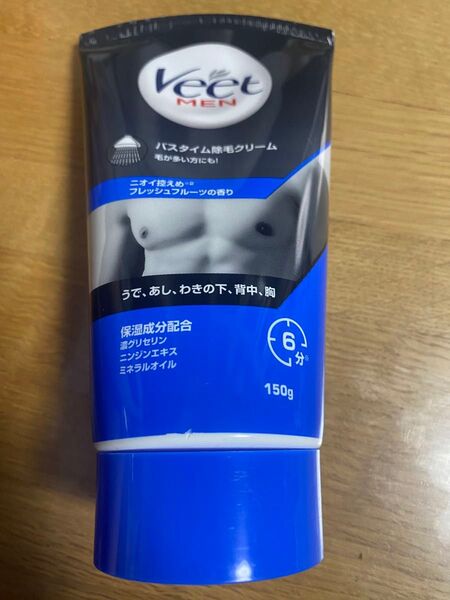 Veet
MEN
バスタイム除毛クリーム
毛が多い方にも!
ニオイ控えめ
フレッシュフルーツの香り
うで、あし、わきの下、背中、胸
保湿成分配合
濃グリセリン
ニンジンエキス
ミネラルオイル
6分
150g